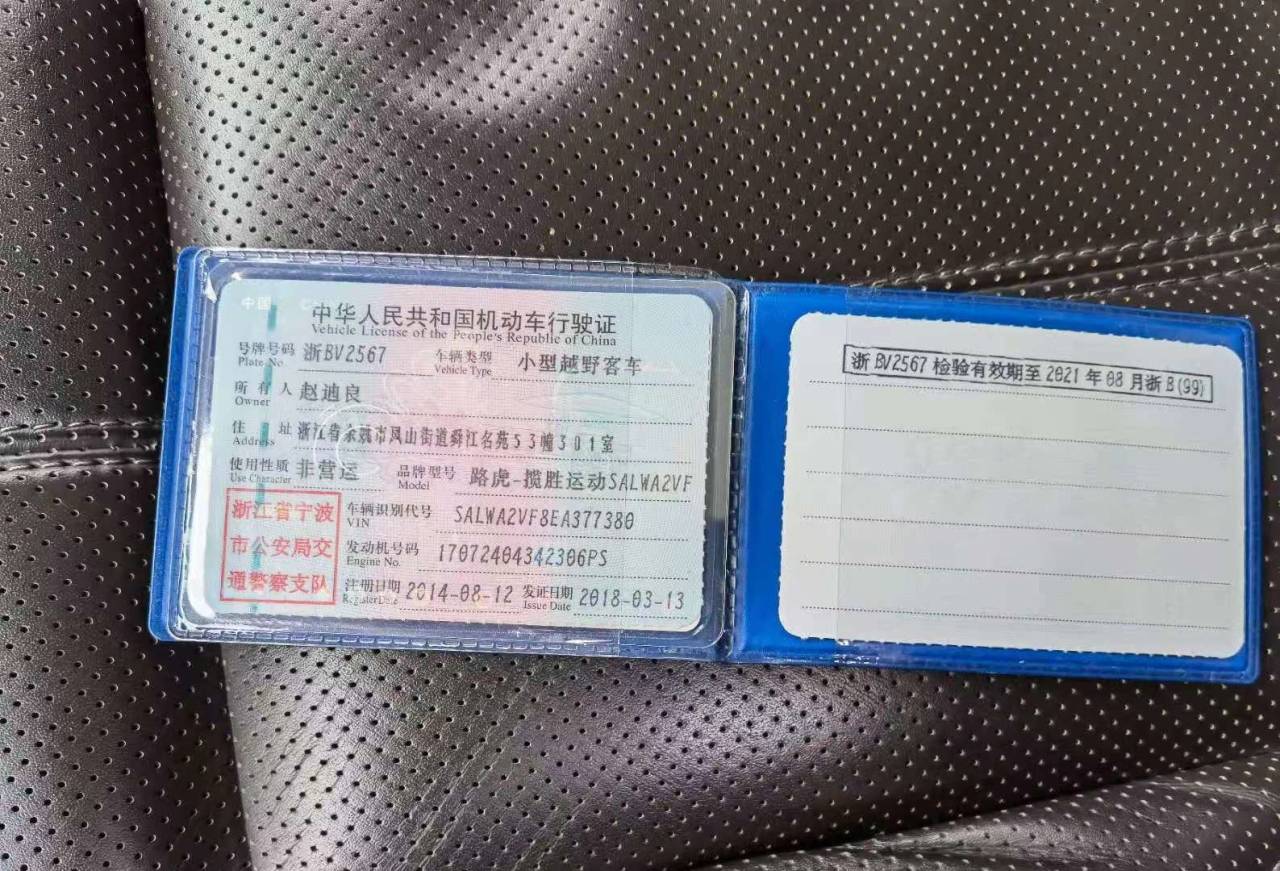 中国
中华人民共和国机动车行驶证
Vehicle License of the People's Republic of China
号牌号码 浙BV2567 车辆类型 小型越野客车
Plate No. Vehicle Type
所有人 赵迪良
Owner
住址 浙江省余姚市凤山街道舜江名苑53幢301室
Address
使用性质 非营运 品牌型号 路虎-揽胜运动SALWA2VF
Use Character Model
浙江省宁波
市公安局交
通警察支队
车辆识别代号 SALWA2VF8EA377380
VIN
发动机号码 17072404342306PS
Engine No.
注册日期 2014-08-12 发证日期 2018-03-13
Register Date Issue Date
浙BV2567 检验有效期至 2021 年 08 月浙B(99)